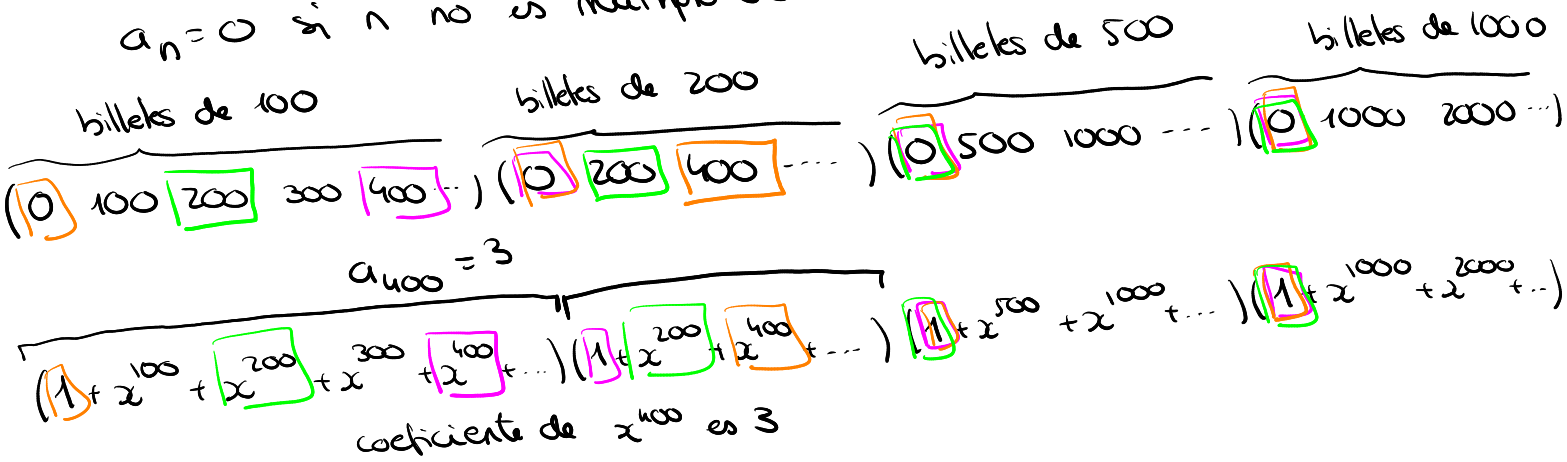 aₙ = 0 si n no es
billetes de 100 billetes de 200 billetes de 500 billetes de 1000
(0 100 200 300 400 ...) (0 200 400 ....) (0 500 1000 ....) (0 1000 2000 ...)
a₄₀₀ = 3
(1 + x¹⁰⁰ + x²⁰⁰ + x³⁰⁰ + x⁴⁰⁰ + ...) (1 + x²⁰⁰ + x⁴⁰⁰ + ....) (1 + x⁵⁰⁰ + x¹⁰⁰⁰ + ...) (1 + x¹⁰⁰⁰ + x²⁰⁰⁰ + ...)
coeficiente de x⁴⁰⁰ es 3